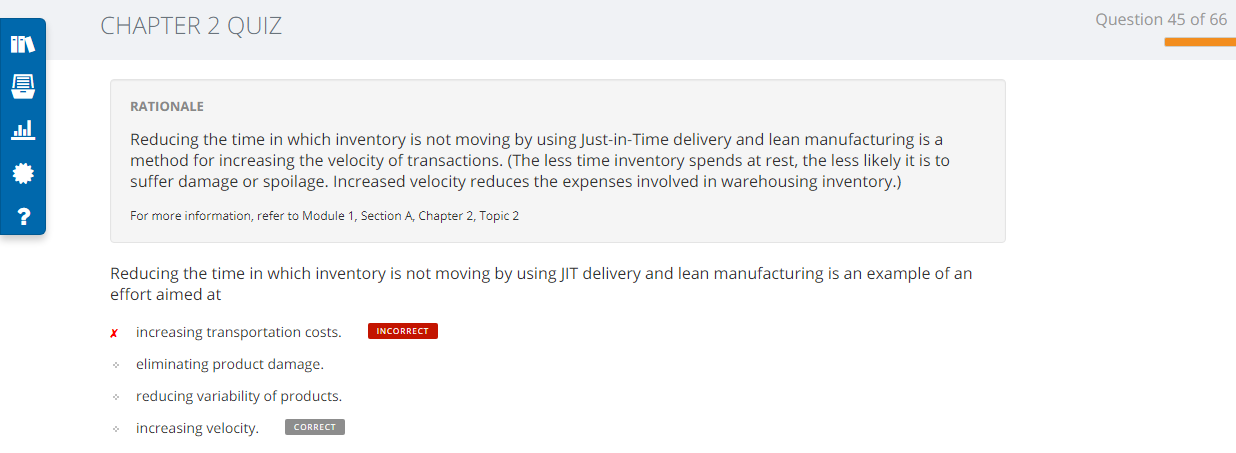 CHAPTER 2 QUIZ
Question 45 of 66
RATIONALE
Reducing the time in which inventory is not moving by using Just-in-Time delivery and lean manufacturing is a
method for increasing the velocity of transactions. (The less time inventory spends at rest, the less likely it is to
suffer damage or spoilage. Increased velocity reduces the expenses involved in warehousing inventory.)
For more information, refer to Module 1, Section A, Chapter 2, Topic 2
Reducing the time in which inventory is not moving by using JIT delivery and lean manufacturing is an example of an
effort aimed at
✗ increasing transportation costs. INCORRECT
eliminating product damage.
reducing variability of products.
increasing velocity. CORRECT
?